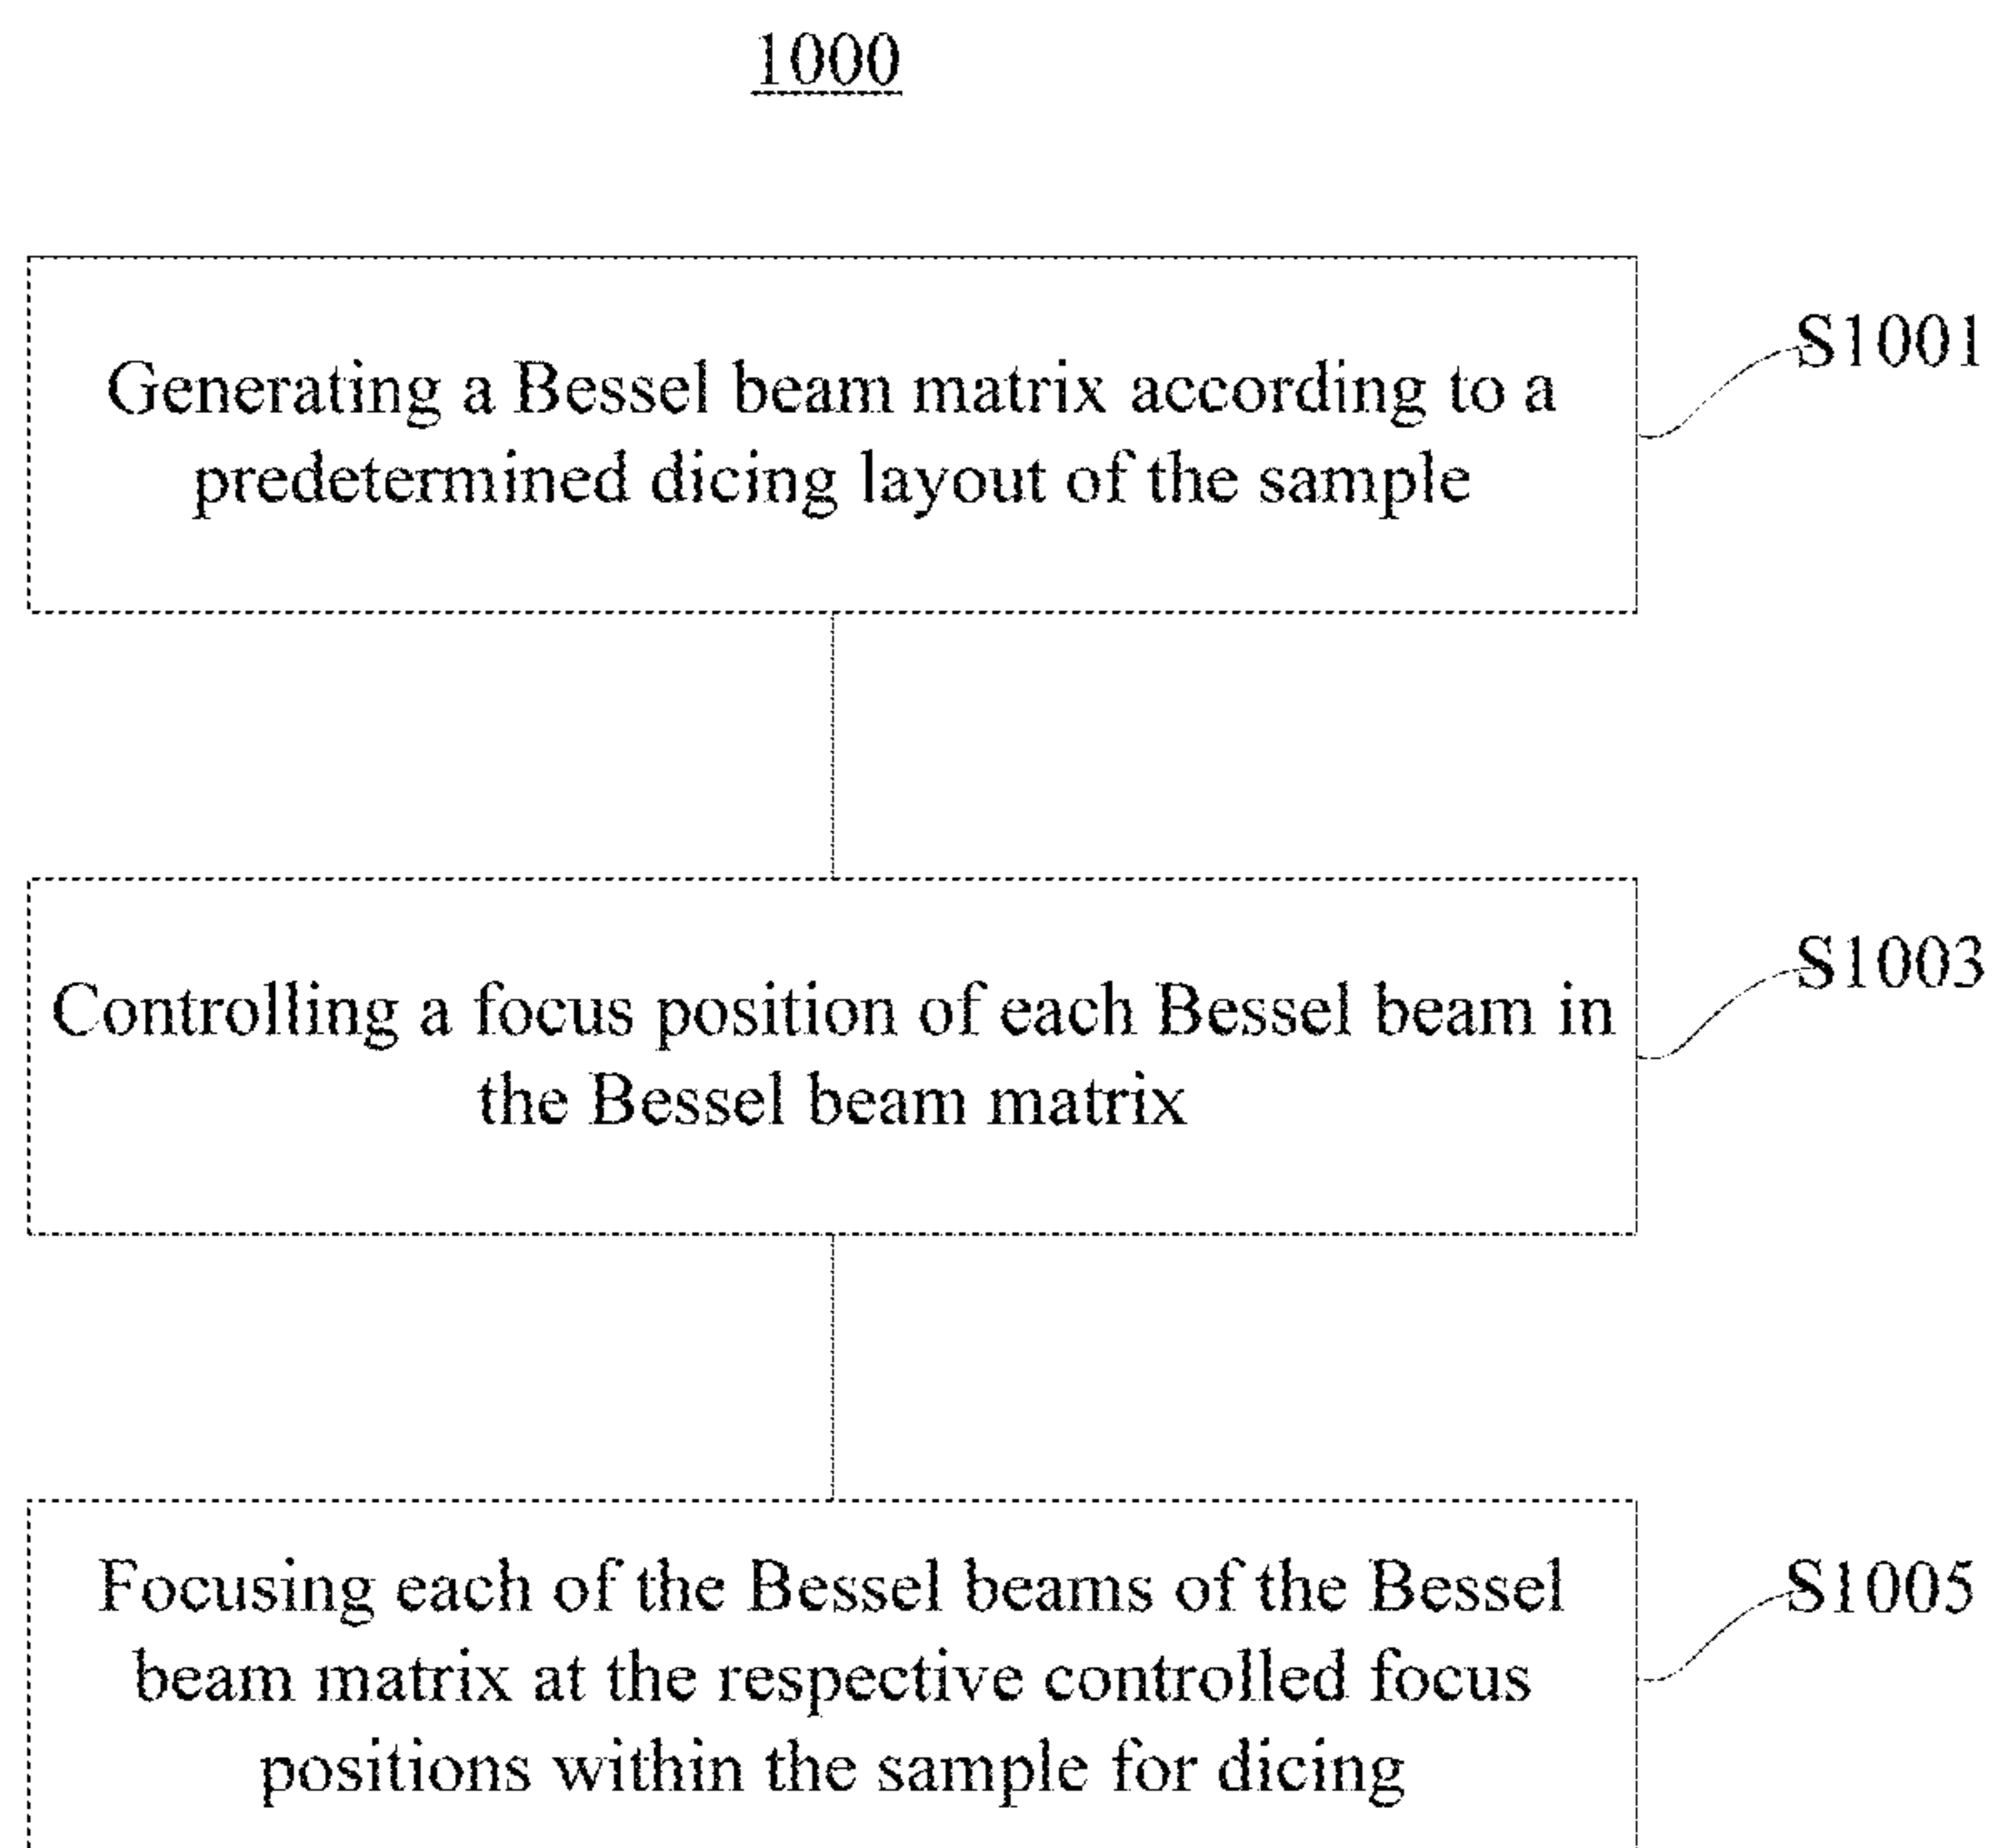 1000
Generating a Bessel beam matrix according to a
predetermined dicing layout of the sample
S1001
Controlling a focus position of each Bessel beam in
the Bessel beam matrix
S1003
Focusing each of the Bessel beams of the Bessel
beam matrix at the respective controlled focus
positions within the sample for dicing
S1005